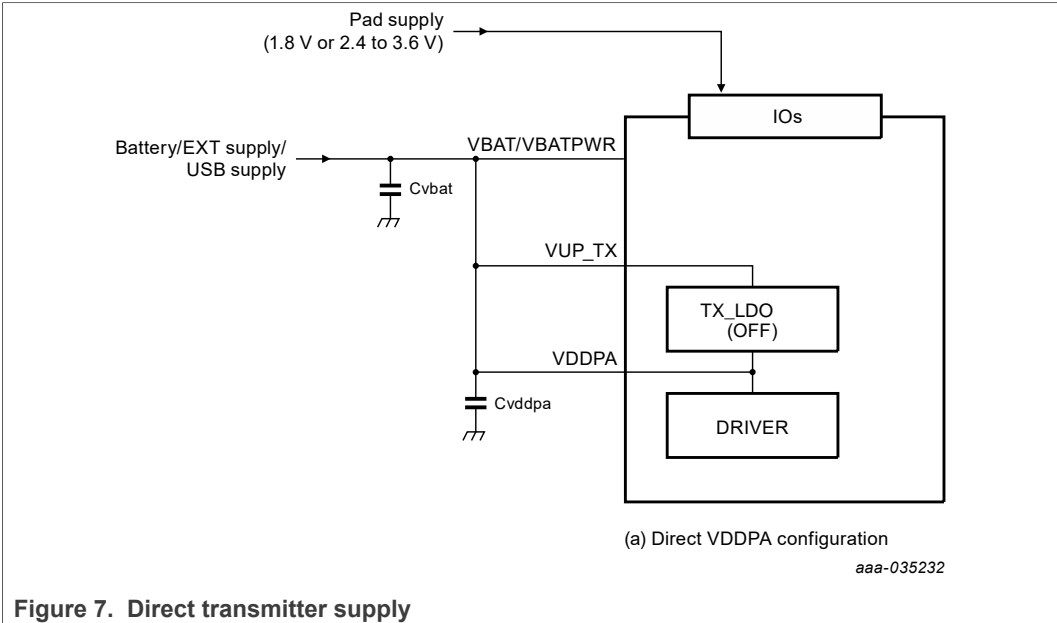 Pad supply
(1.8 V or 2.4 to 3.6 V)
IOs
Battery/EXT supply/
USB supply
VBAT/VBATPWR
Cvbat
VUP_TX
TX_LDO
(OFF)
VDDPA
Cvddpa
DRIVER
(a) Direct VDDPA configuration
aaa-035232
Figure 7. Direct transmitter supply